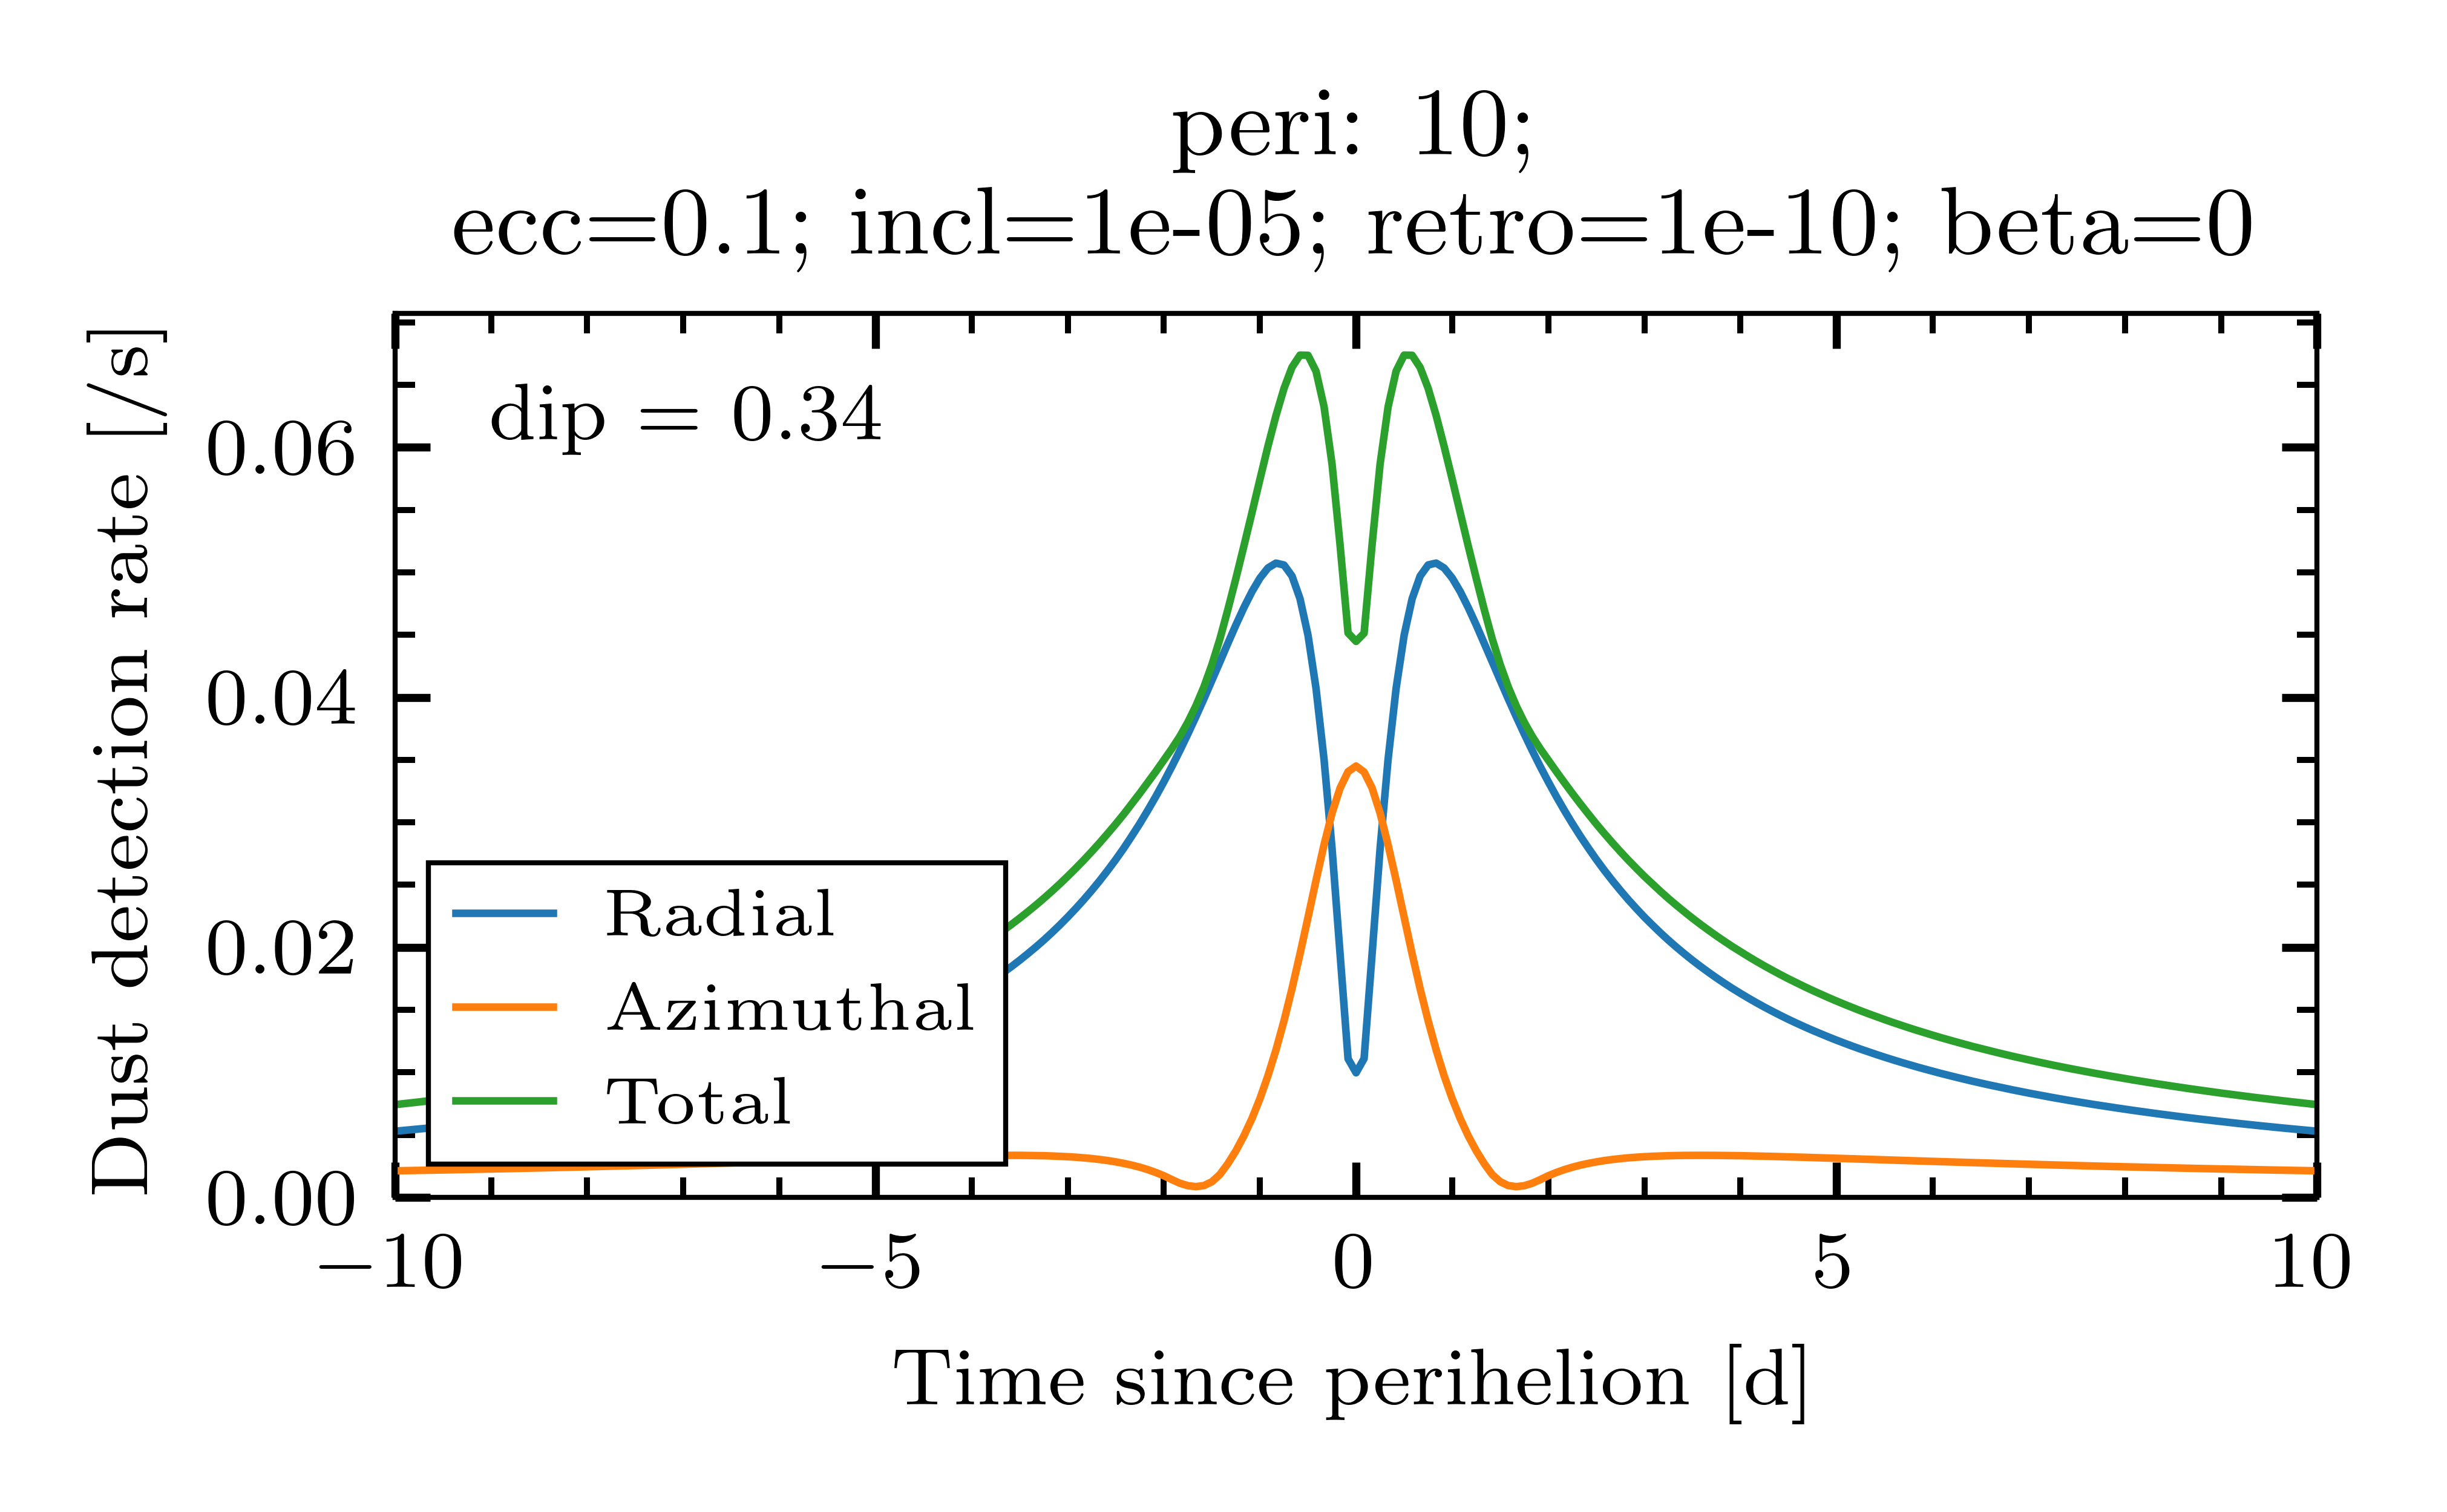 peri: 10;
ecc=0.1; incl=1e-05; retro=1e-10; beta=0
Dust detection rate [/s]
0.06
0.04
0.02
0.00
dip = 0.34
Radial
Azimuthal
Total
−10
−5
0
5
10
Time since perihelion [d]